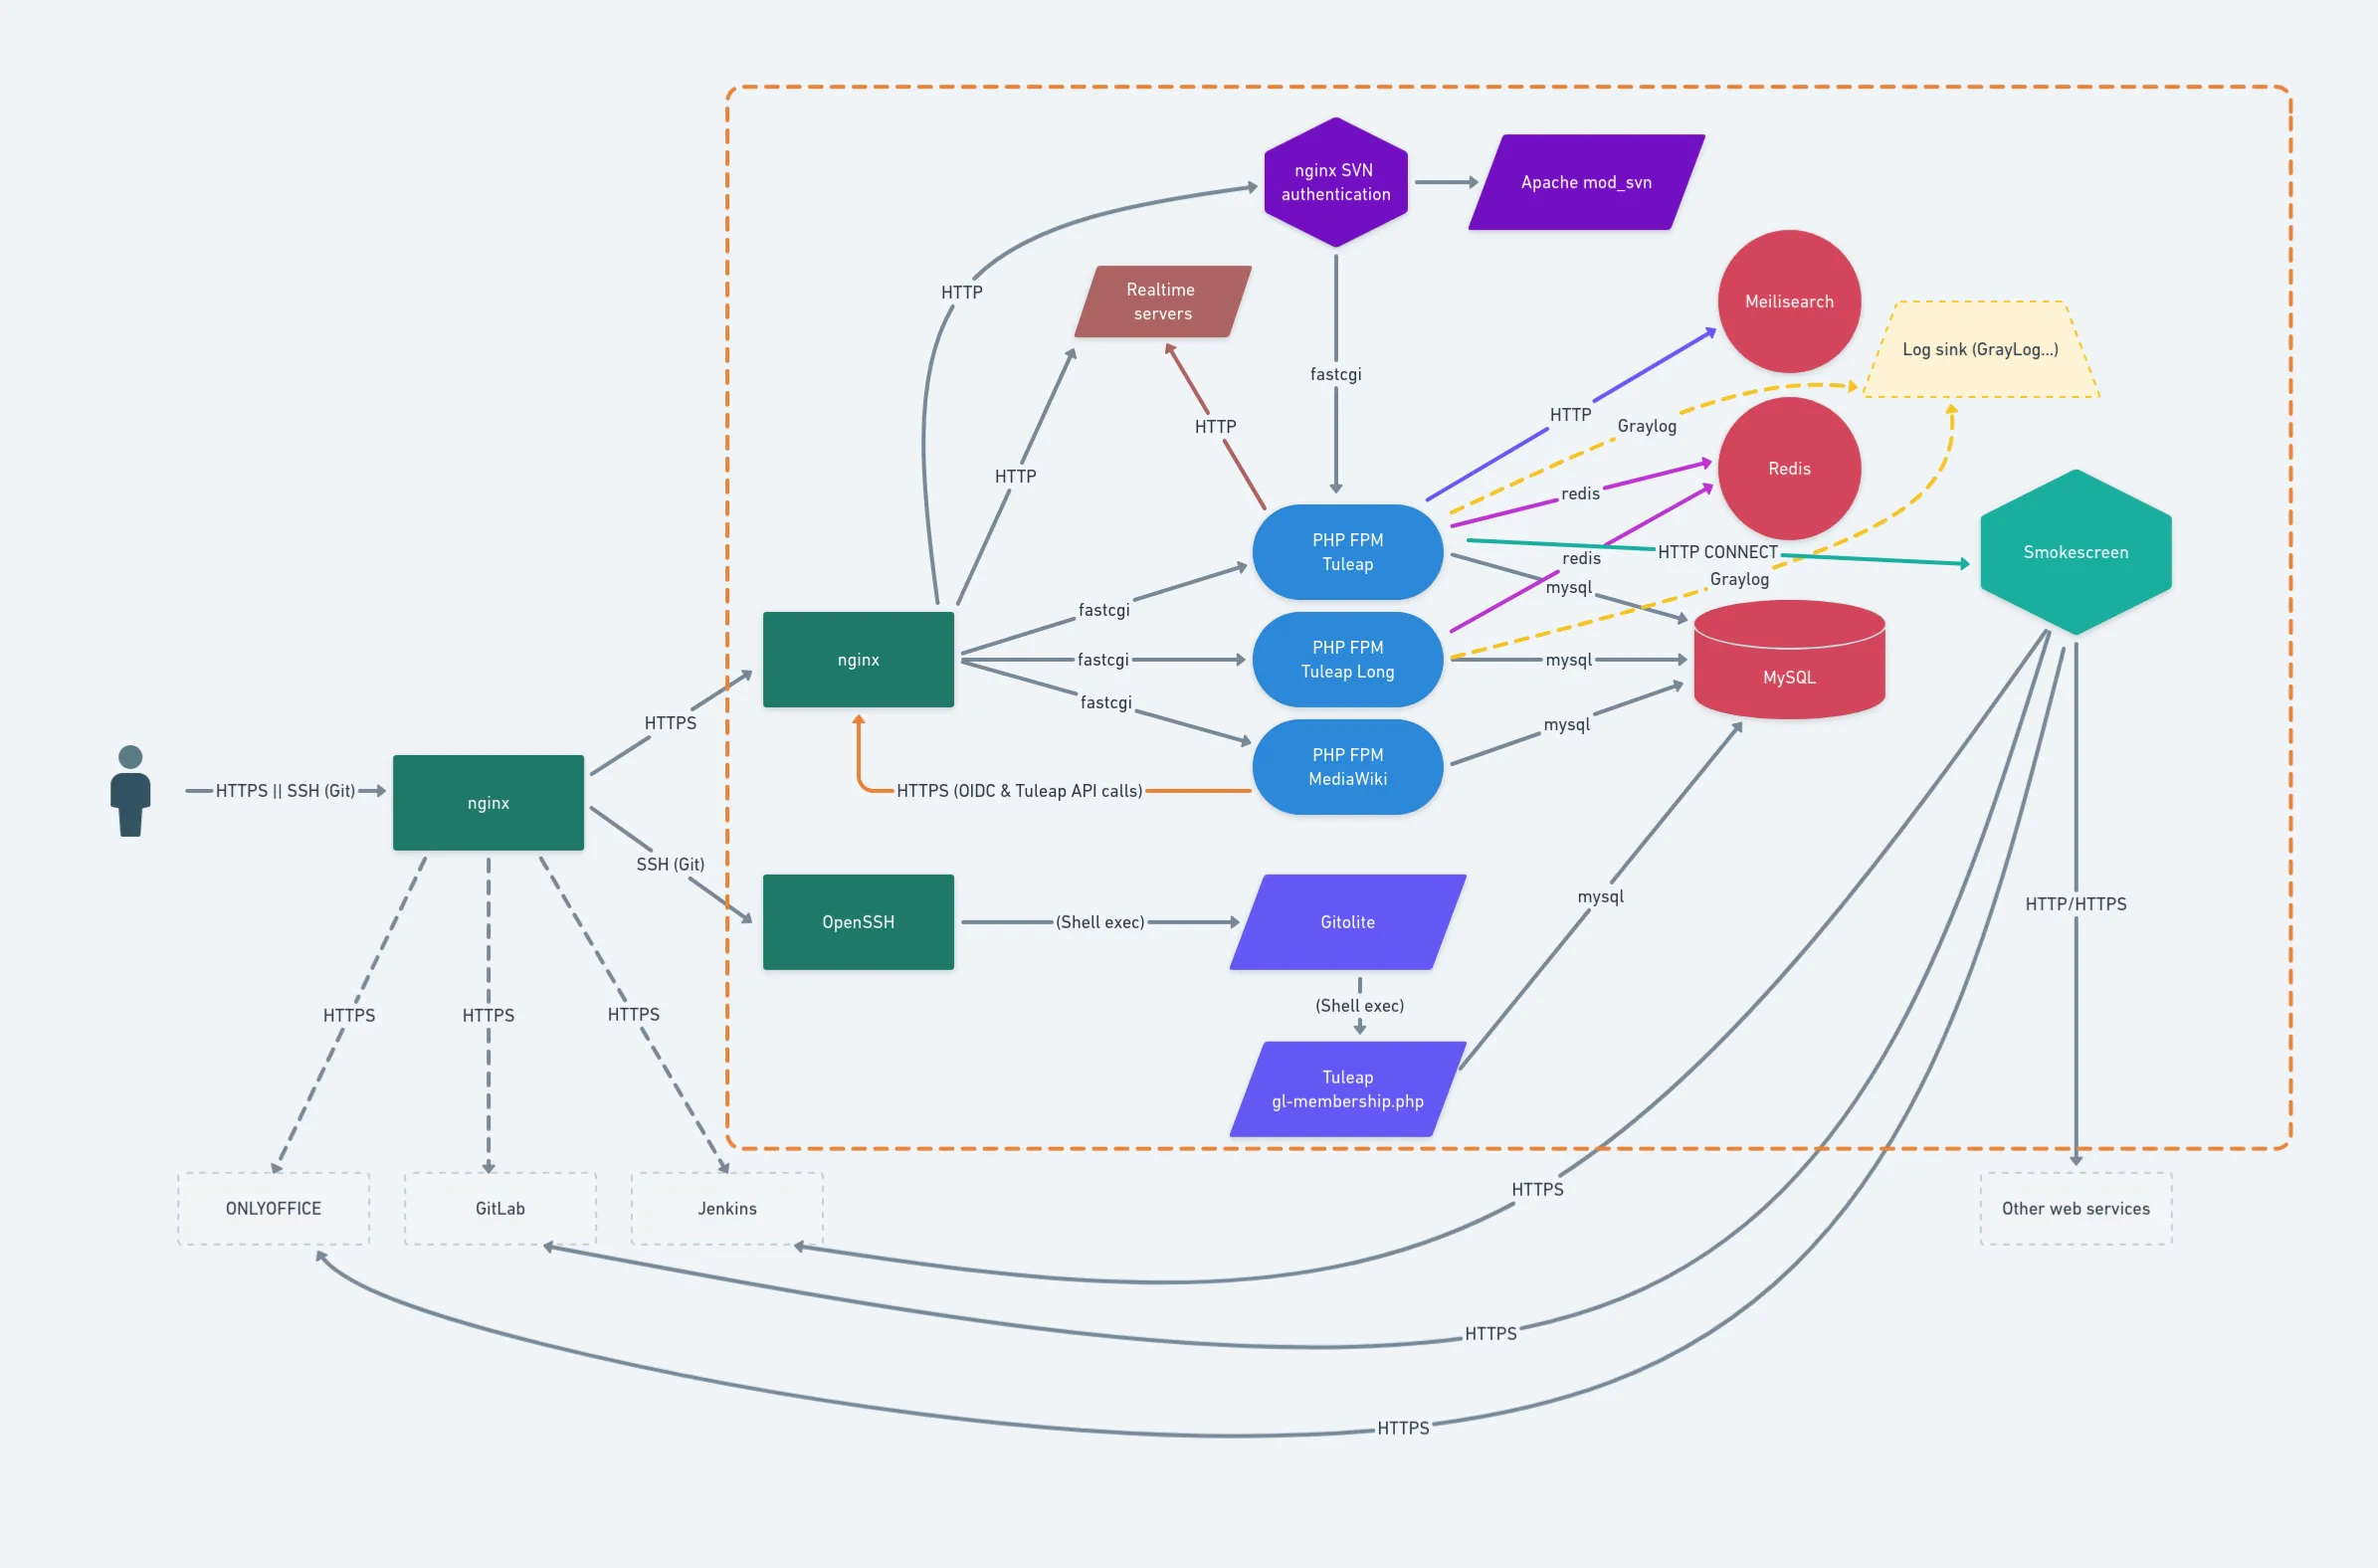 nginx SVN
authentication
Apache mod_svn
HTTP
Realtime
servers
Meilisearch
Log sink (GrayLog...)
fastcgi
HTTP
Graylog
HTTP
HTTP
Redis
redis
PHP FPM
Tuleap
HTTP CONNECT
Smokescreen
redis
Graylog
mysql
fastcgi
nginx
fastcgi
PHP FPM
Tuleap Long
mysql
MySQL
fastcgi
HTTPS
mysql
PHP FPM
MediaWiki
HTTPS || SSH (Git)
nginx
HTTPS (OIDC & Tuleap API calls)
SSH (Git)
mysql
HTTP/HTTPS
OpenSSH
(Shell exec)
Gitolite
(Shell exec)
HTTPS
HTTPS
HTTPS
Tuleap
gl-membership.php
HTTPS
ONLYOFFICE
GitLab
Jenkins
Other web services
HTTPS
HTTPS